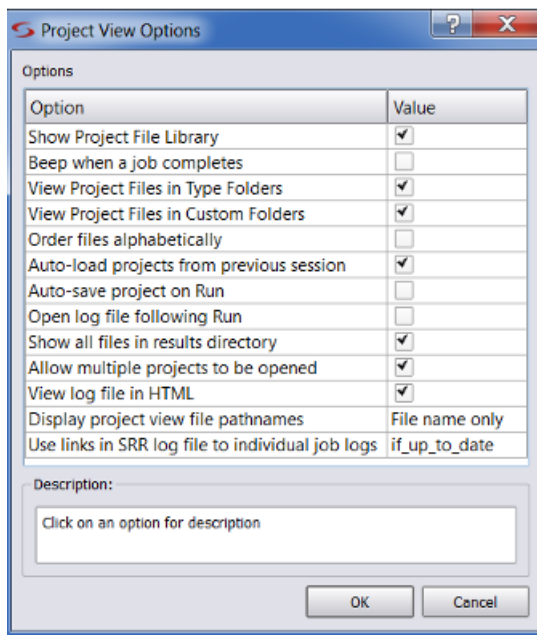 Project View Options
Options
Option Value
Show Project File Library
Beep when a job completes
View Project Files in Type Folders
View Project Files in Custom Folders
Order files alphabetically
Auto-load projects from previous session
Auto-save project on Run
Open log file following Run
Show all files in results directory
Allow multiple projects to be opened
View log file in HTML
Display project view file pathnames File name only
Use links in SRR log file to individual job logs if_up_to_date
Description:
Click on an option for description
OK Cancel